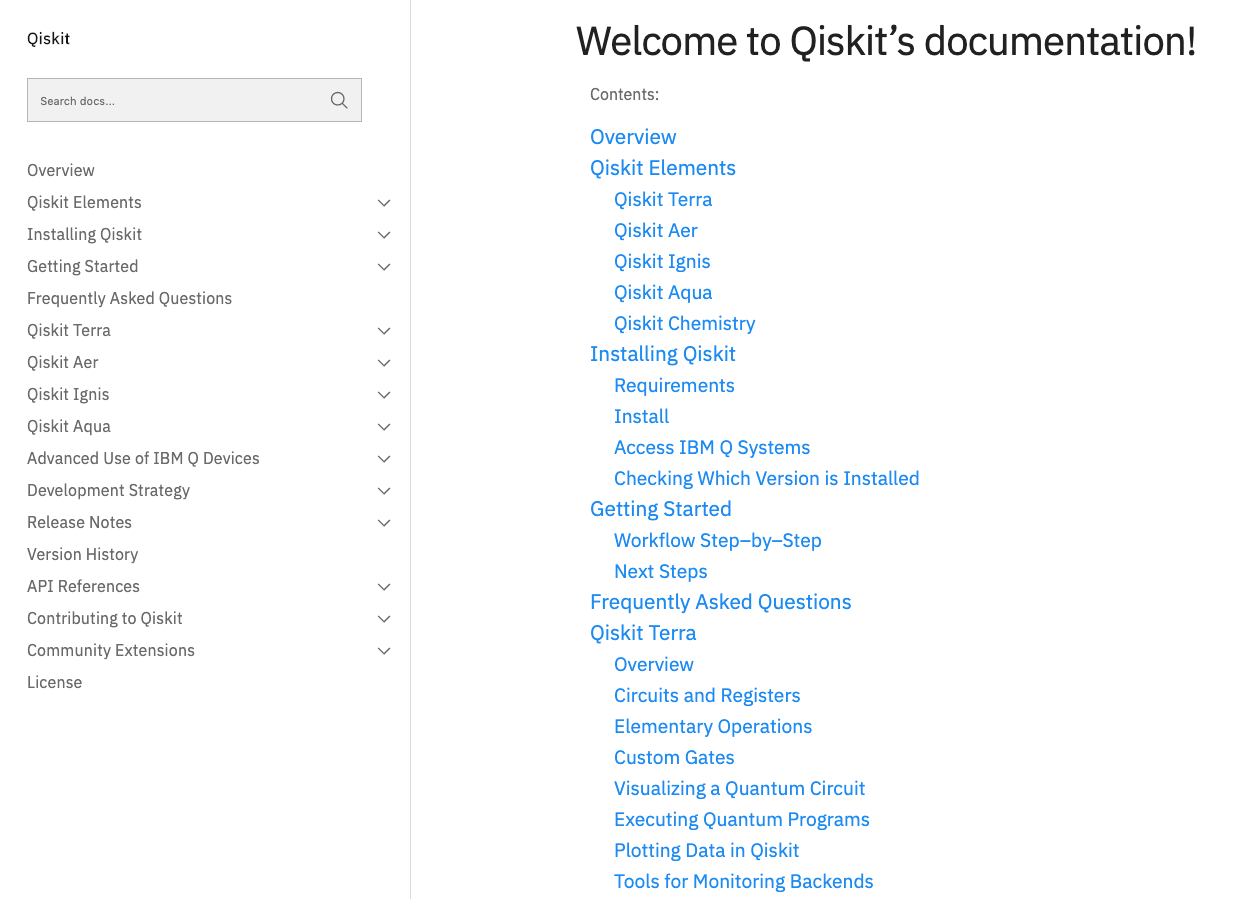 Qiskit
Search docs...
Overview
Qiskit Elements
Installing Qiskit
Getting Started
Frequently Asked Questions
Qiskit Terra
Qiskit Aer
Qiskit Ignis
Qiskit Aqua
Advanced Use of IBM Q Devices
Development Strategy
Release Notes
Version History
API References
Contributing to Qiskit
Community Extensions
License
Welcome to Qiskit’s documentation!
Contents:
Overview
Qiskit Elements
Qiskit Terra
Qiskit Aer
Qiskit Ignis
Qiskit Aqua
Qiskit Chemistry
Installing Qiskit
Requirements
Install
Access IBM Q Systems
Checking Which Version is Installed
Getting Started
Workflow Step–by–Step
Next Steps
Frequently Asked Questions
Qiskit Terra
Overview
Circuits and Registers
Elementary Operations
Custom Gates
Visualizing a Quantum Circuit
Executing Quantum Programs
Plotting Data in Qiskit
Tools for Monitoring Backends